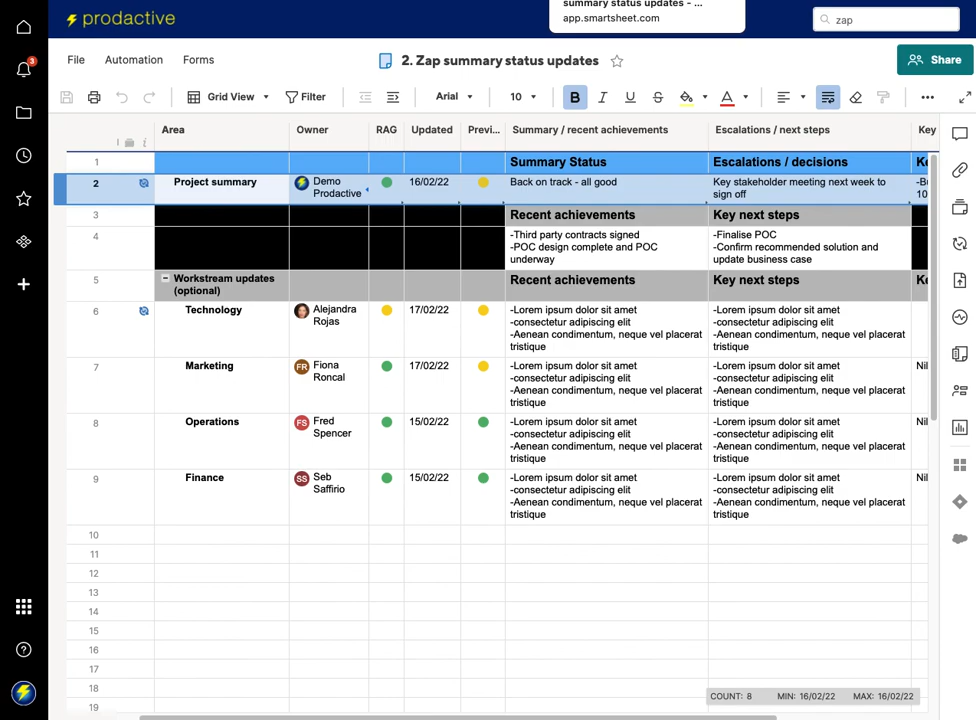 summary status updates - ...
app.smartsheet.com
prodactive
zap
3
File
Automation
Forms
2. Zap summary status updates
Share
Grid View
Filter
Arial
10
B
I
U
S
A
Area
Owner
RAG
Updated
Previ...
Summary / recent achievements
Escalations / next steps
Key
1
Summary Status
Escalations / decisions
2
Project summary
Demo
Prodactive
16/02/22
Back on track - all good
Key stakeholder meeting next week to
sign off
10
3
Recent achievements
Key next steps
4
-Third party contracts signed
-POC design complete and POC
underway
-Finalise POC
-Confirm recommended solution and
update business case
5
Workstream updates
(optional)
Recent achievements
Key next steps
6
Technology
Alejandra
Rojas
17/02/22
-Lorem ipsum dolor sit amet
-consectetur adipiscing elit
-Aenean condimentum, neque vel placerat
tristique
-Lorem ipsum dolor sit amet
-consectetur adipiscing elit
-Aenean condimentum, neque vel placerat
tristique
7
Marketing
FR
Fiona
Roncal
17/02/22
-Lorem ipsum dolor sit amet
-consectetur adipiscing elit
-Aenean condimentum, neque vel placerat
tristique
-Lorem ipsum dolor sit amet
-consectetur adipiscing elit
-Aenean condimentum, neque vel placerat
tristique
Nil
8
Operations
FS
Fred
Spencer
15/02/22
-Lorem ipsum dolor sit amet
-consectetur adipiscing elit
-Aenean condimentum, neque vel placerat
tristique
-Lorem ipsum dolor sit amet
-consectetur adipiscing elit
-Aenean condimentum, neque vel placerat
tristique
Nil
9
Finance
SS
Seb
Saffirio
15/02/22
-Lorem ipsum dolor sit amet
-consectetur adipiscing elit
-Aenean condimentum, neque vel placerat
tristique
-Lorem ipsum dolor sit amet
-consectetur adipiscing elit
-Aenean condimentum, neque vel placerat
tristique
Nil
10
11
12
13
14
15
16
17
18
19
COUNT: 8
MIN: 16/02/22
MAX: 16/02/22